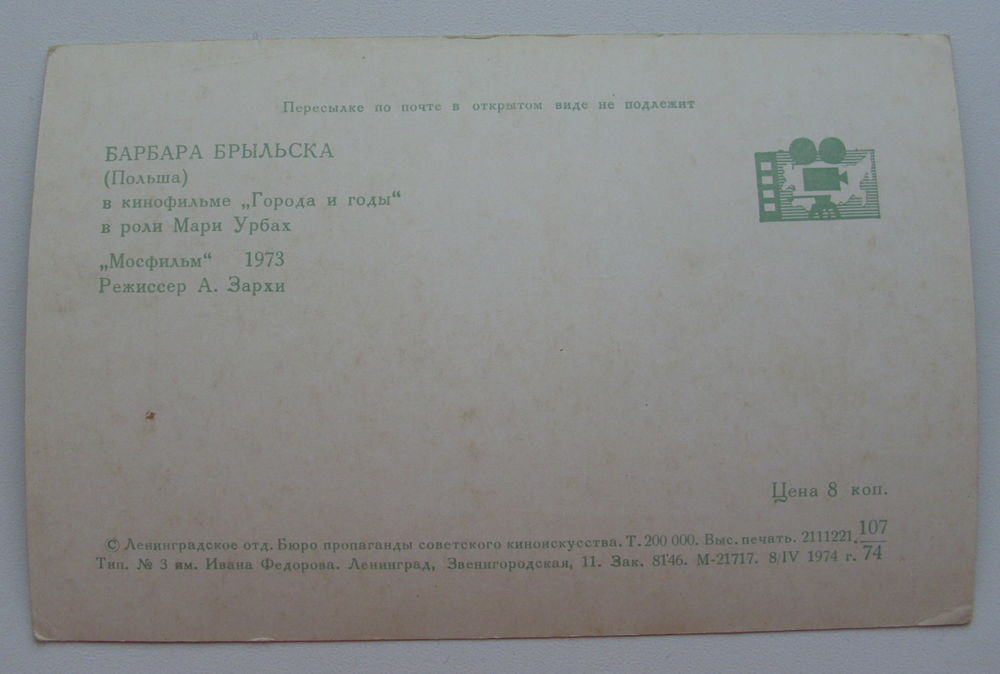 Пересылке по почте в открытом виде не подлежит
БАРБАРА БРЫЛЬСКА
(Польша)
в кинофильме „Города и годы“
в роли Мари Урбах
„Мосфильм“ 1973
Режиссер А. Зархи
Цена 8 коп.
© Ленинградское отд. Бюро пропаганды советского киноискусства. Т. 200 000. Выс. печать. 2111221. 107/74
Тип. № 3 им. Ивана Федорова. Ленинград, Звенигородская, 11. Зак. 8146. М-21717. 8/IV 1974 г.